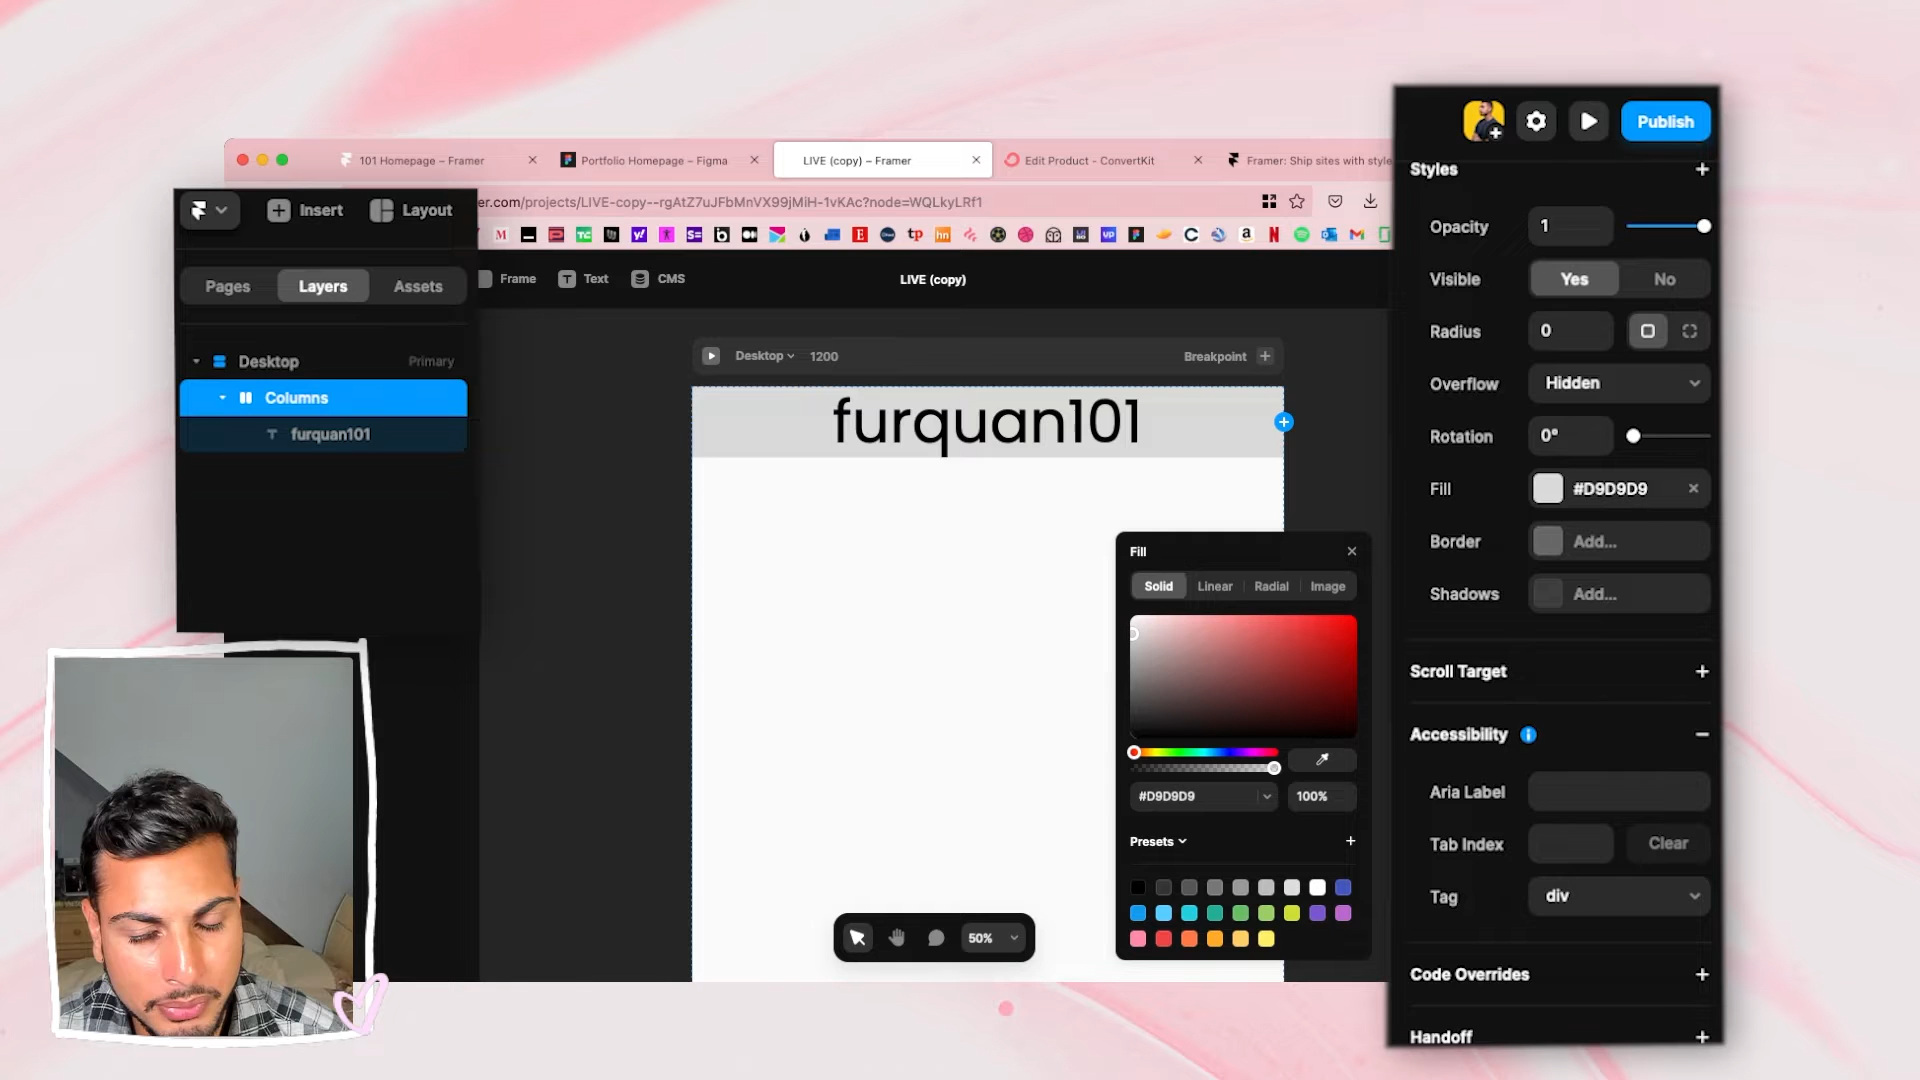 101 Homepage – Framer
Portfolio Homepage – Figma
LIVE (copy) – Framer
Edit Product - ConvertKit
Framer: Ship sites with style
er.com/projects/LIVE-copy--rgAtZ7uJFbMnVX99jMiH-1vKAc?node=WQLkyLRf1
Insert
Layout
Frame
Text
CMS
LIVE (copy)
Pages
Layers
Assets
Desktop
Primary
Columns
furquan101
Desktop
1200
Breakpoint
furquan101
Fill
Solid
Linear
Radial
Image
#D9D9D9
100%
Presets
50%
Publish
Styles
Opacity
1
Visible
Yes
No
Radius
0
Overflow
Hidden
Rotation
0°
Fill
#D9D9D9
Border
Add...
Shadows
Add...
Scroll Target
Accessibility
Aria Label
Tab Index
Clear
Tag
div
Code Overrides
Handoff